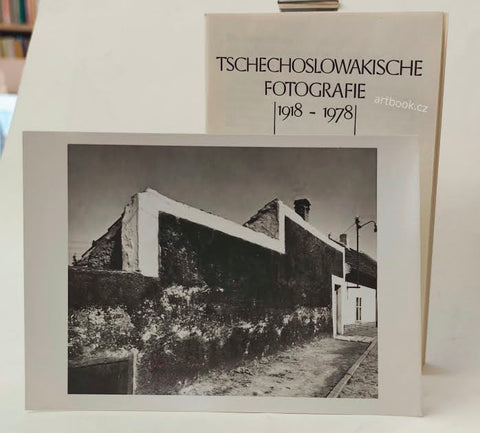 TSCHECHOSLOWAKISCHE
FOTOGRAFIE
1918 - 1978
artbook.cz